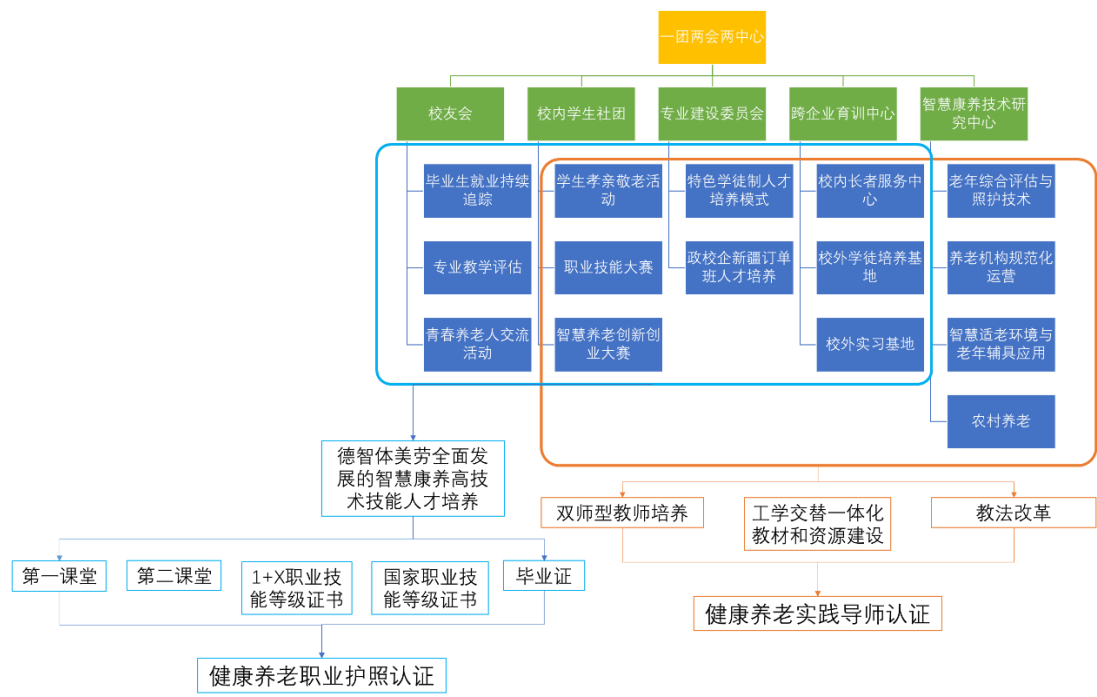 一团两会两中心
校友会
校内学生社团
专业建设委员会
跨企业育训中心
智慧康养技术研
究中心
毕业生就业持续
追踪
学生孝亲敬老活
动
特色学徒制人才
培养模式
校内长者服务中
心
老年综合评估与
照护技术
专业教学评估
职业技能大赛
政校企新疆订单
班人才培养
校外学徒培养基
地
养老机构规范化
运营
青春养老人交流
活动
智慧养老创新创
业大赛
校外实习基地
智慧适老环境与
老年辅具应用
农村养老
德智体美劳全面发
展的智慧康养高技
术技能人才培养
双师型教师培养
工学交替一体化
教材和资源建设
教法改革
第一课堂
第二课堂
1+X职业技
能等级证书
国家职业技
能等级证书
毕业证
健康养老实践导师认证
健康养老职业护照认证